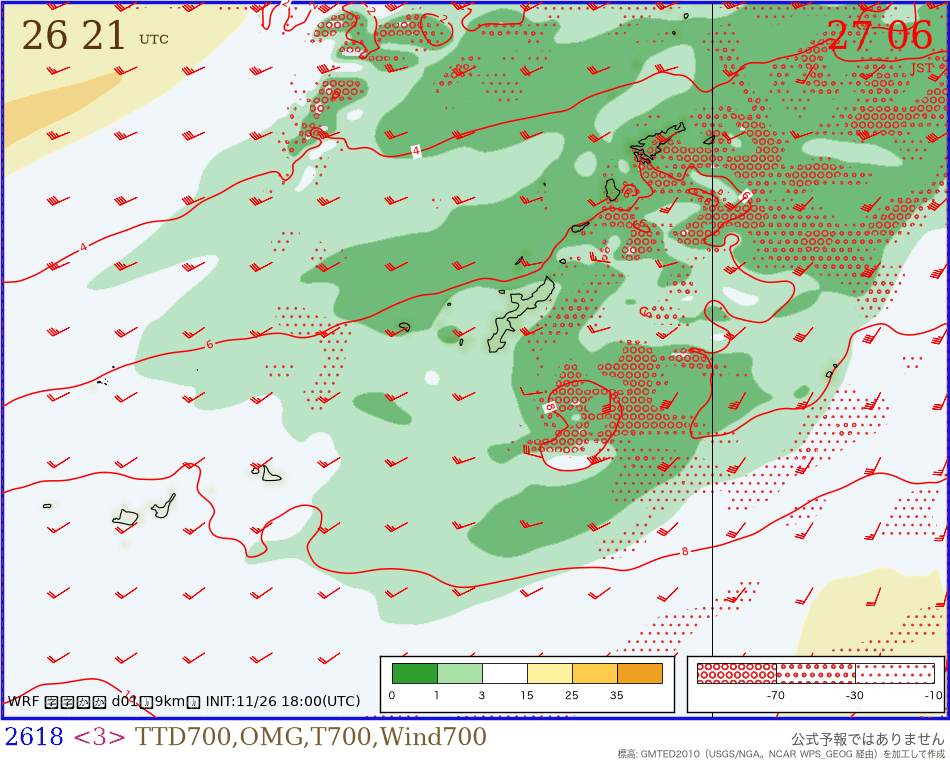 26 21 UTC
27 06
JST
4
4
6
6
6
8
8
0 1 3 15 25 35
-70 -30 -10
WRF d01 9km INIT:11/26 18:00(UTC)
2618 <3> TTD700,OMG,T700,Wind700
公式予報ではありません
標高: GMTED2010（USGS/NGA。NCAR WPS_GEOG 経由）を加工して作成